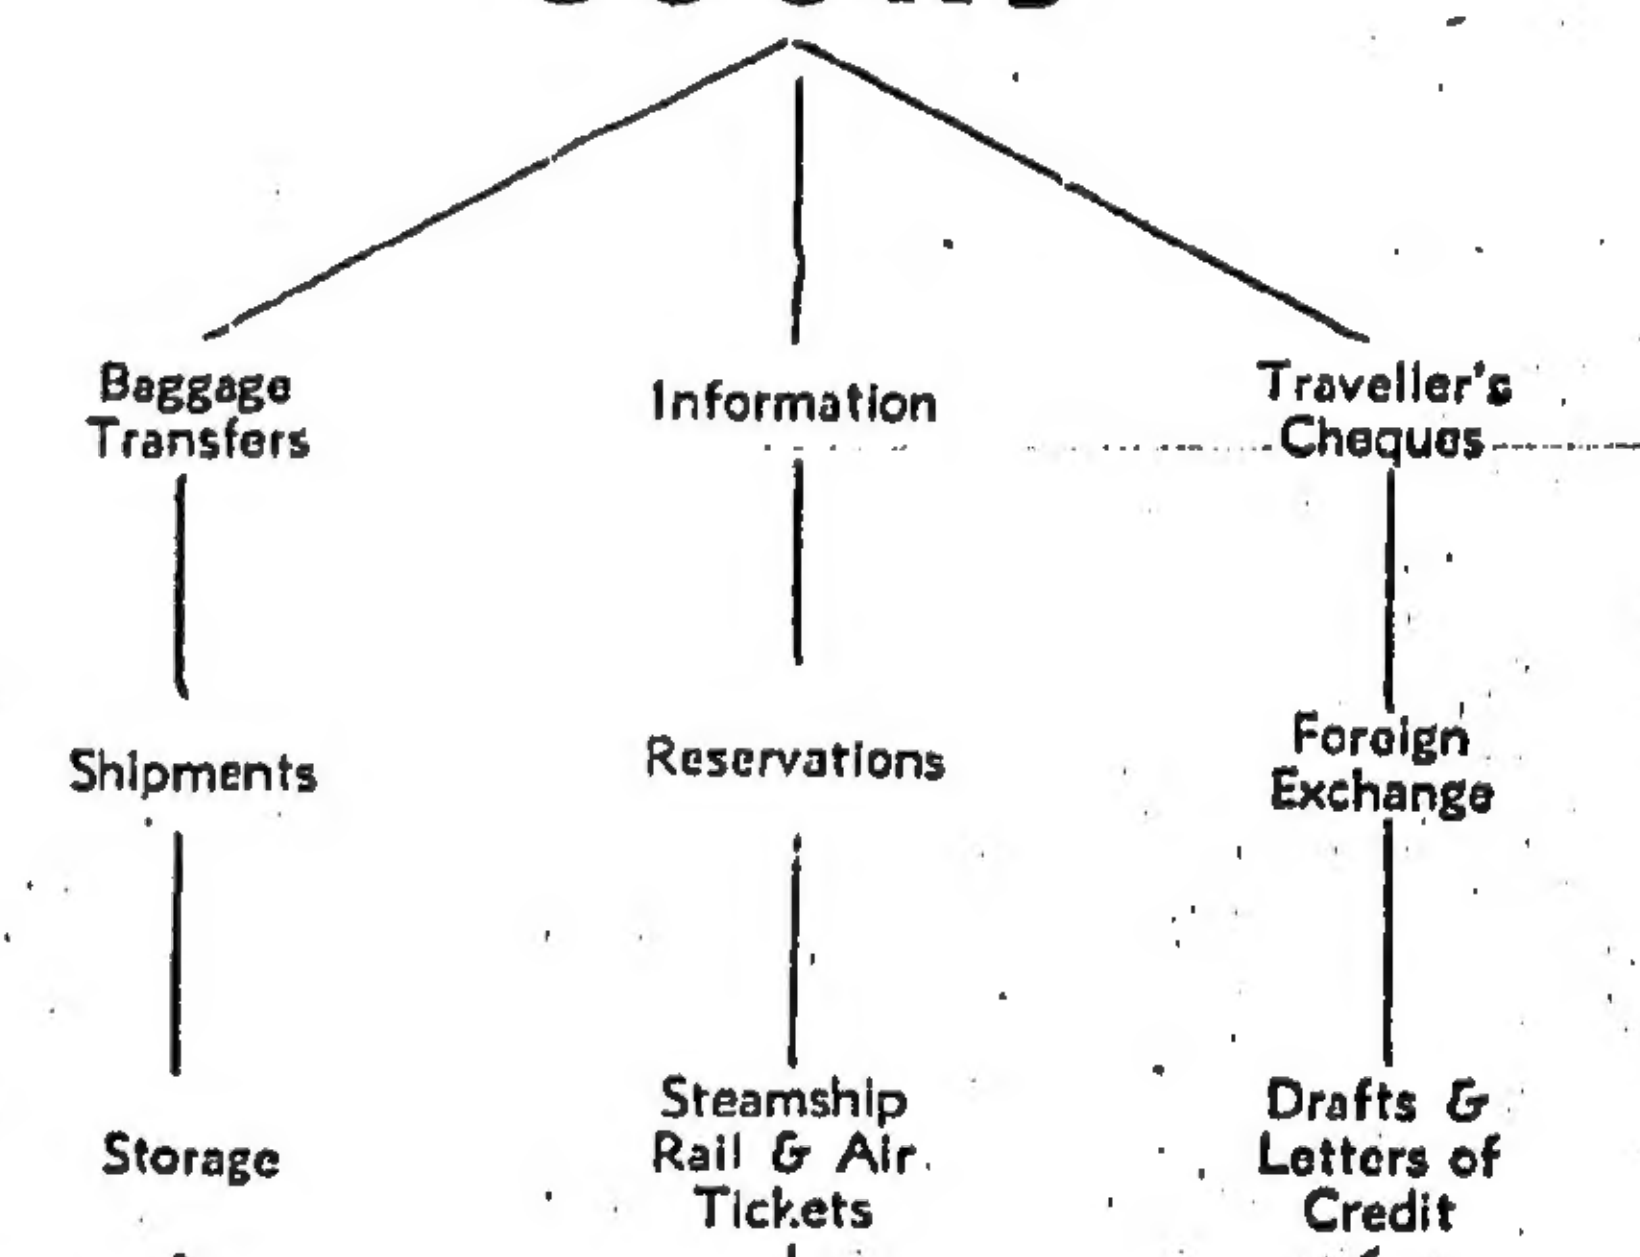 Baggage
Transfers
Information
Traveller's
Cheques
Shipments
Reservations
Foreign
Exchange
Storage
Steamship
Rail & Air
Tickets
Drafts &
Letters of
Credit